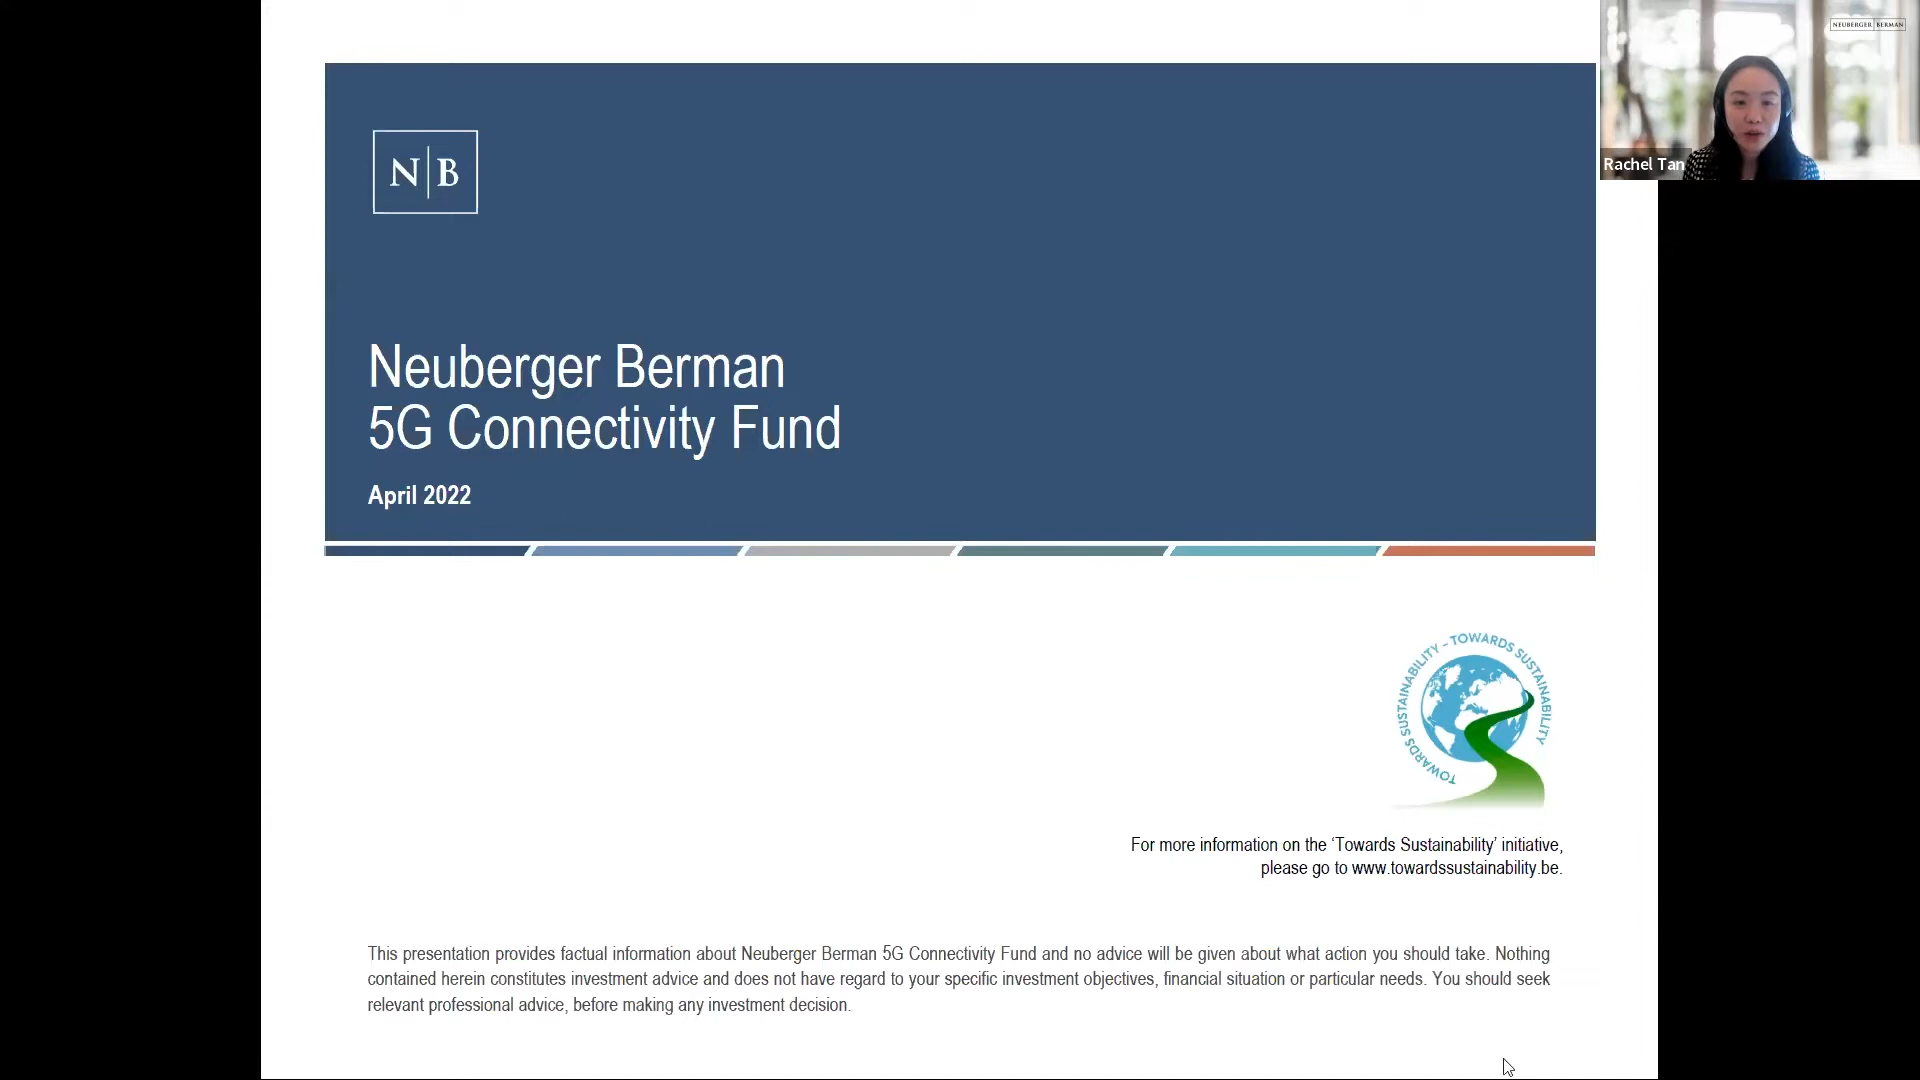 NEUBERGER BERMAN
Rachel Tan
N B
Neuberger Berman
5G Connectivity Fund
April 2022
TOWARDS SUSTAINABILITY – TOWARDS SUSTAINABILITY
For more information on the ‘Towards Sustainability’ initiative,
please go to www.towardssustainability.be.
This presentation provides factual information about Neuberger Berman 5G Connectivity Fund and no advice will be given about what action you should take. Nothing
contained herein constitutes investment advice and does not have regard to your specific investment objectives, financial situation or particular needs. You should seek
relevant professional advice, before making any investment decision.